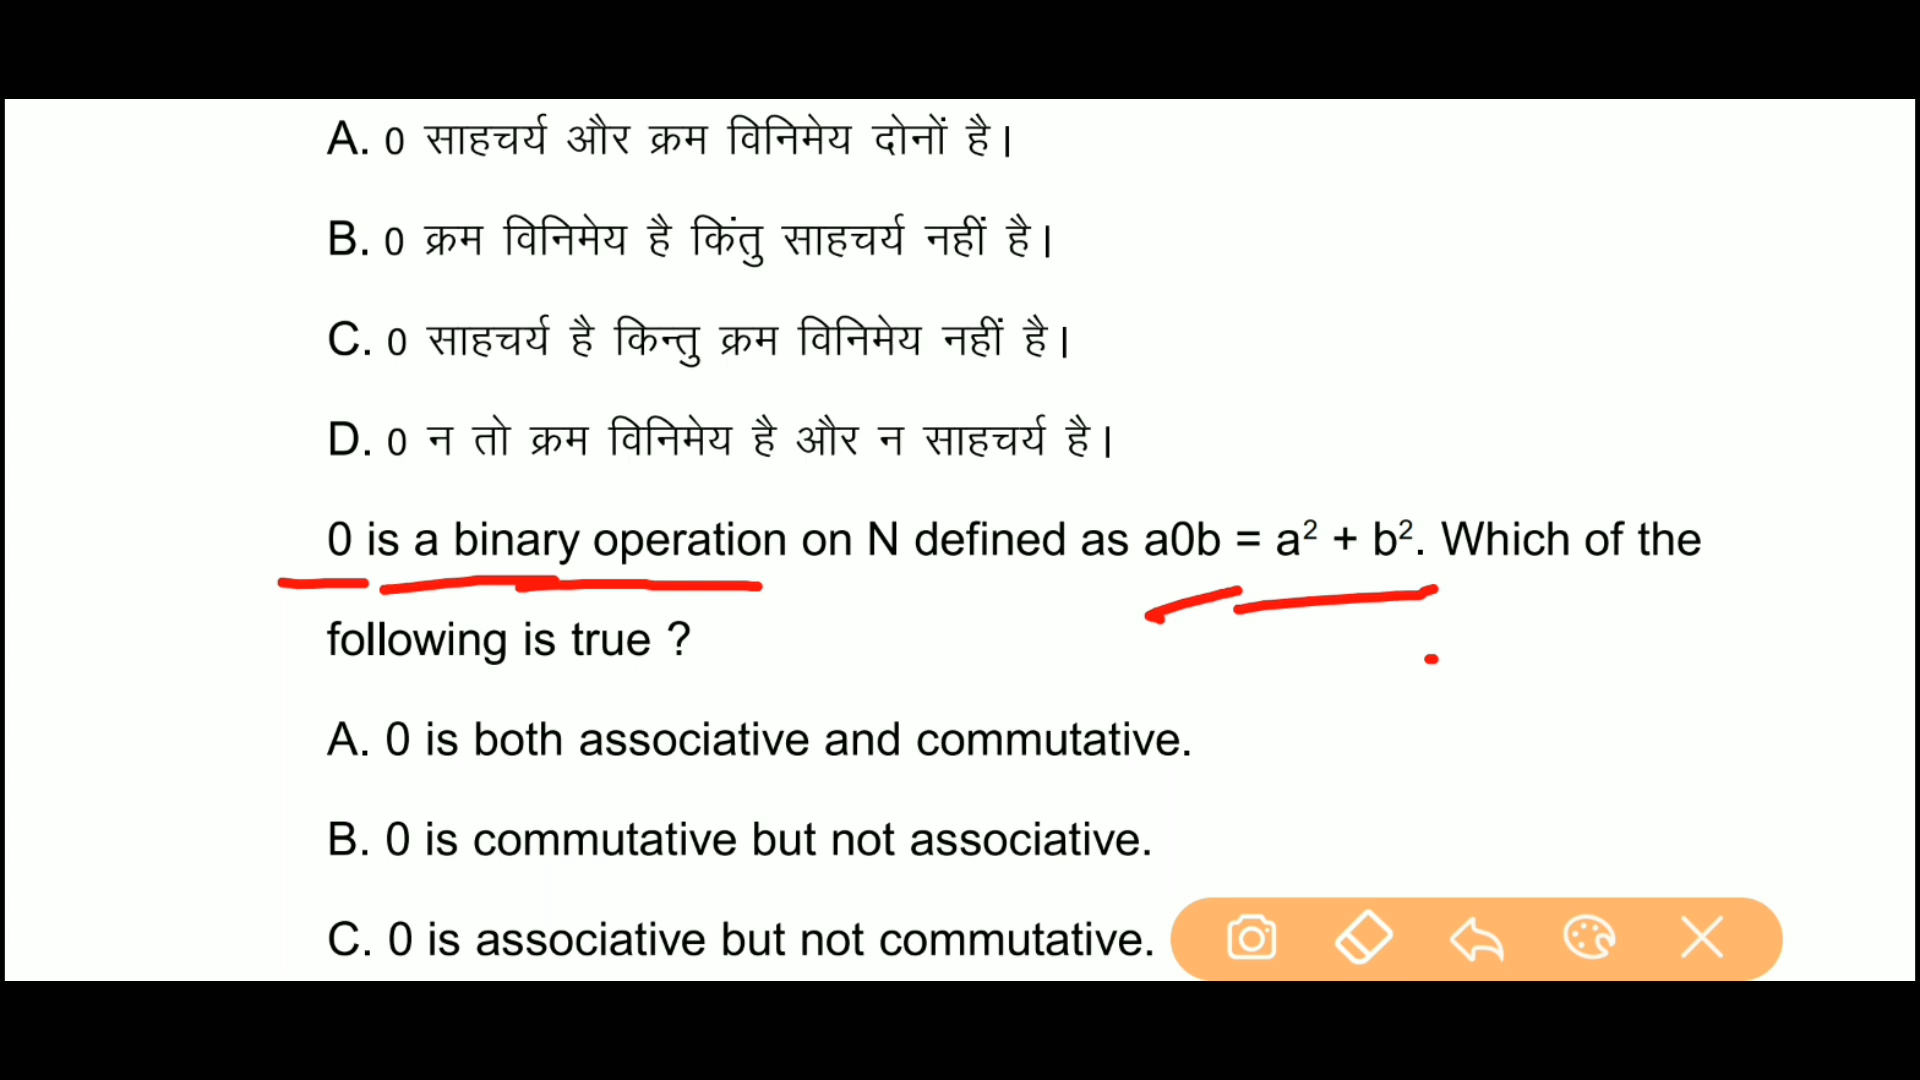 A. 0 साहचर्य और क्रम विनिमेय दोनों है।
B. 0 क्रम विनिमेय है किंतु साहचर्य नहीं है।
C. 0 साहचर्य है किन्तु क्रम विनिमेय नहीं है।
D. 0 न तो क्रम विनिमेय है और न साहचर्य है।
0 is a binary operation on N defined as a0b = a² + b². Which of the
following is true ?
A. 0 is both associative and commutative.
B. 0 is commutative but not associative.
C. 0 is associative but not commutative.